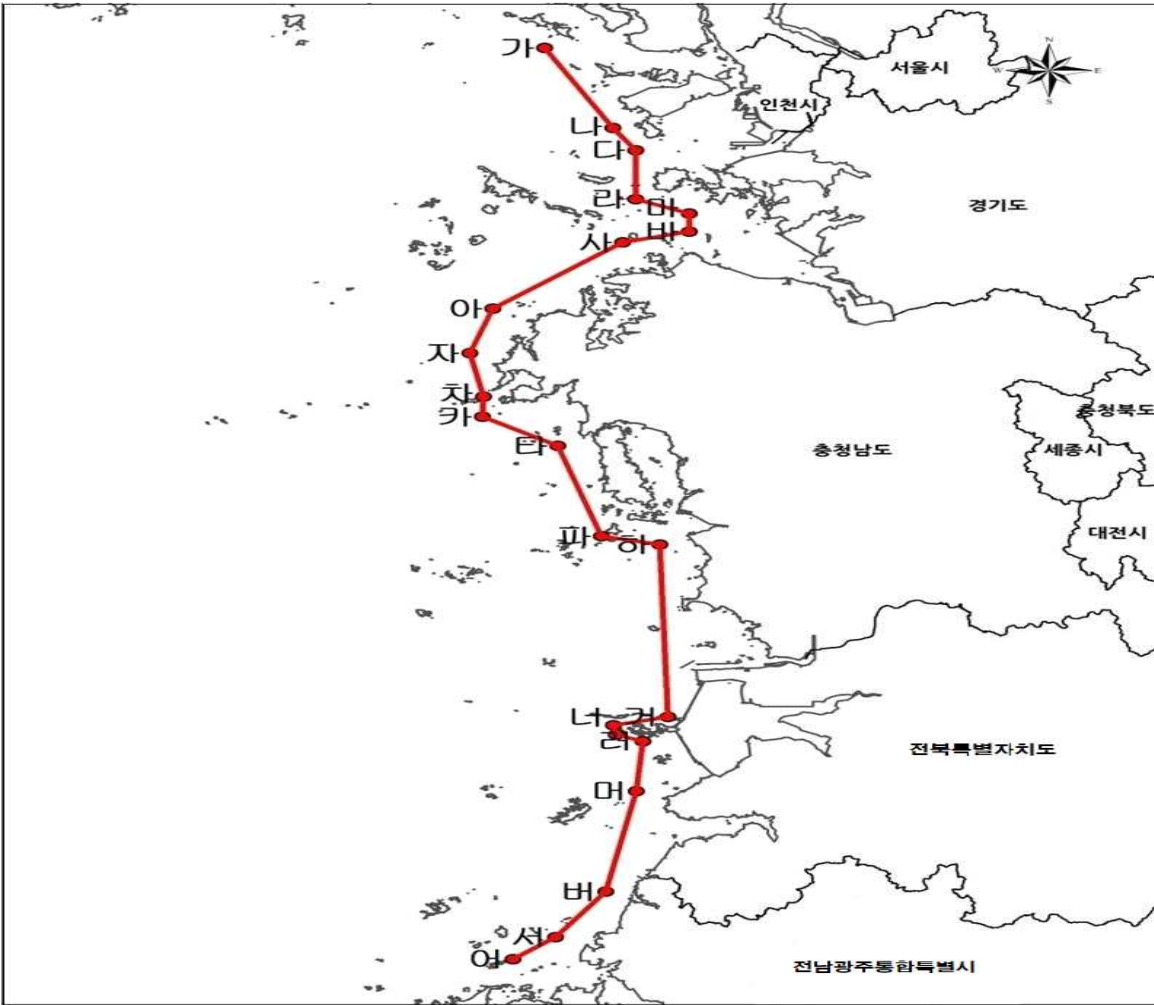 가
N
W
E
S
서울시
인천시
나
다
라
마
경기도
바
사
아
자
차
카
충청북도
타
충청남도
세종시
파
하
대전시
너
거
러
전북특별자치도
머
버
서
어
전남광주통합특별시